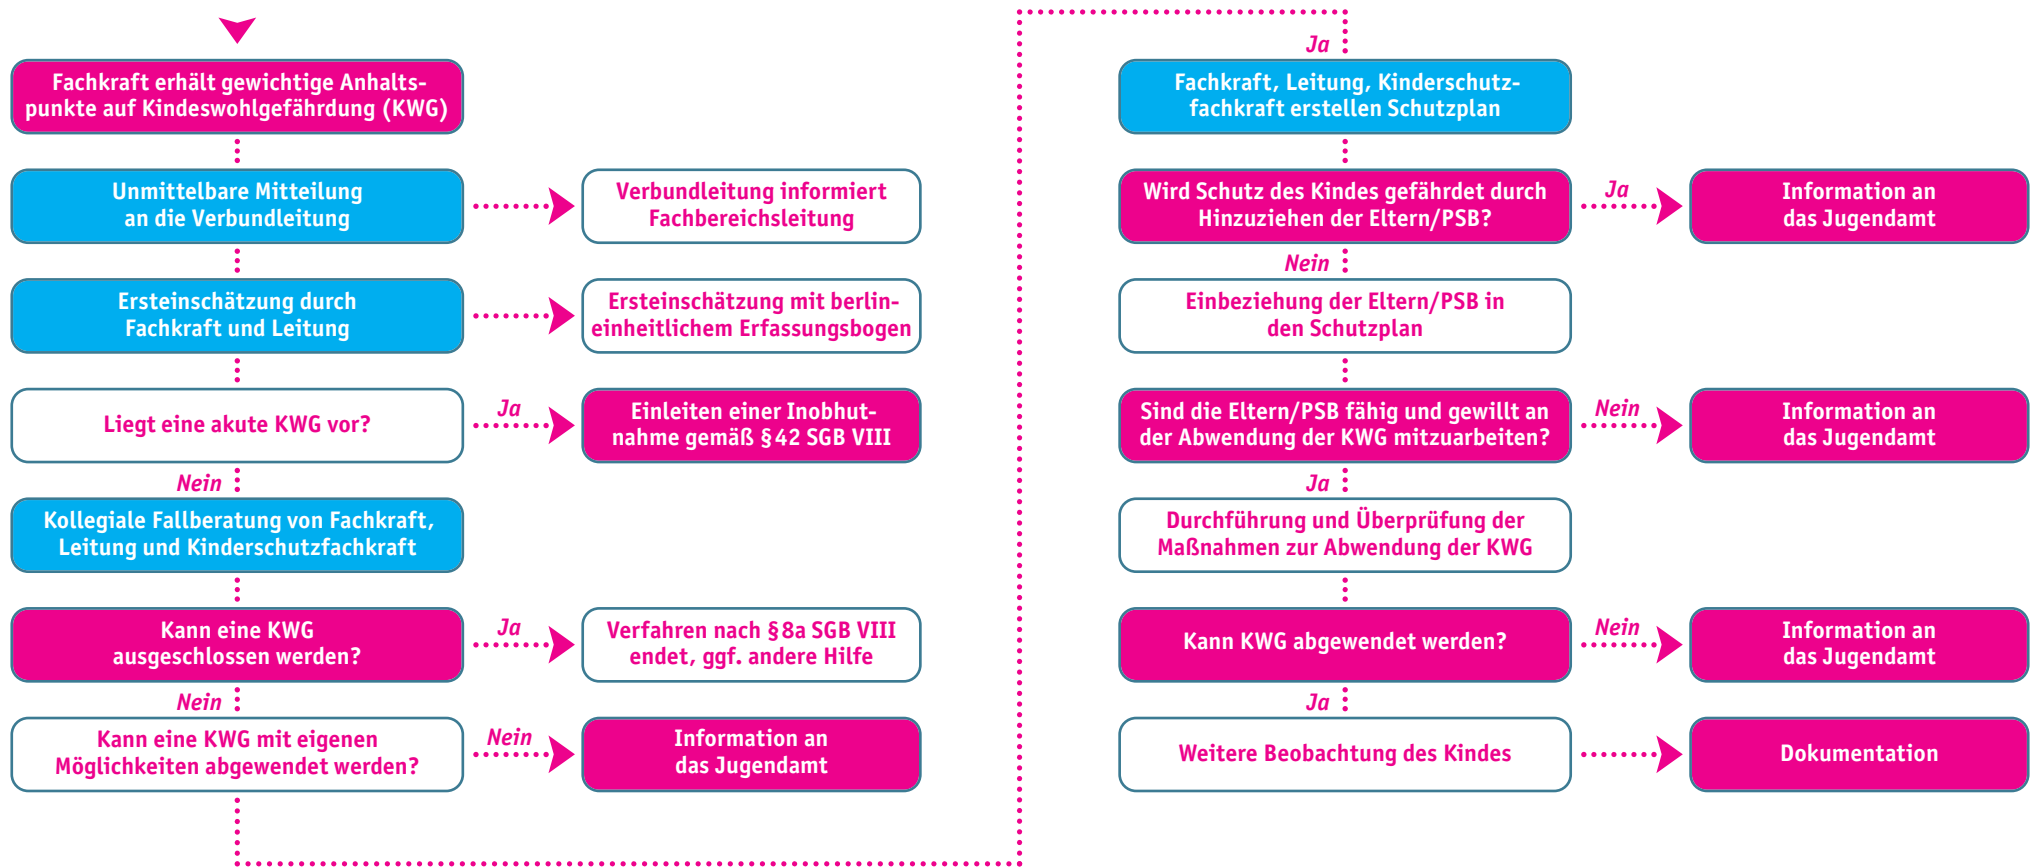 Fachkraft erhält gewichtige Anhalts-
punkte auf Kindeswohlgefährdung (KWG)
Unmittelbare Mitteilung
an die Verbundleitung
Verbundleitung informiert
Fachbereichsleitung
Ersteinschätzung durch
Fachkraft und Leitung
Ersteinschätzung mit berlin-
einheitlichem Erfassungsbogen
Liegt eine akute KWG vor?
Ja
Einleiten einer Inobhut-
nahme gemäß §42 SGB VIII
Nein
Kollegiale Fallberatung von Fachkraft,
Leitung und Kinderschutzfachkraft
Kann eine KWG
ausgeschlossen werden?
Ja
Verfahren nach §8a SGB VIII
endet, ggf. andere Hilfe
Nein
Kann eine KWG mit eigenen
Möglichkeiten abgewendet werden?
Nein
Information an
das Jugendamt
Ja
Fachkraft, Leitung, Kinderschutz-
fachkraft erstellen Schutzplan
Wird Schutz des Kindes gefährdet durch
Hinzuziehen der Eltern/PSB?
Ja
Information an
das Jugendamt
Nein
Einbeziehung der Eltern/PSB in
den Schutzplan
Sind die Eltern/PSB fähig und gewillt an
der Abwendung der KWG mitzuarbeiten?
Nein
Information an
das Jugendamt
Ja
Durchführung und Überprüfung der
Maßnahmen zur Abwendung der KWG
Kann KWG abgewendet werden?
Nein
Information an
das Jugendamt
Ja
Weitere Beobachtung des Kindes
Dokumentation